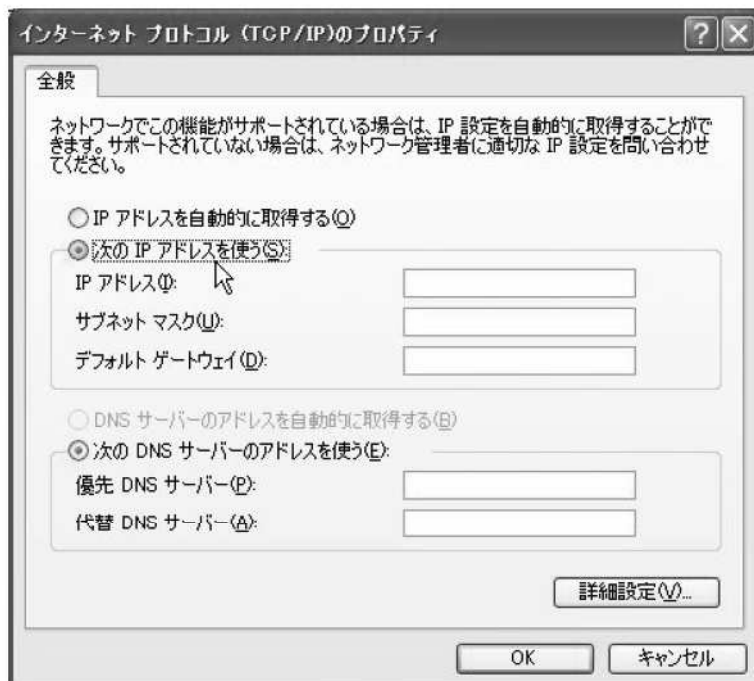 インターネット プロトコル (TCP/IP)のプロパティ
全般
ネットワークでこの機能がサポートされている場合は、IP 設定を自動的に取得することがで
きます。サポートされていない場合は、ネットワーク管理者に適切な IP 設定を問い合わせ
てください。
IP アドレスを自動的に取得する(O)
次の IP アドレスを使う(S):
IP アドレス(I):
サブネット マスク(U):
デフォルト ゲートウェイ(D):
DNS サーバーのアドレスを自動的に取得する(B)
次の DNS サーバーのアドレスを使う(E):
優先 DNS サーバー(P):
代替 DNS サーバー(A):
詳細設定(V)...
OK
キャンセル